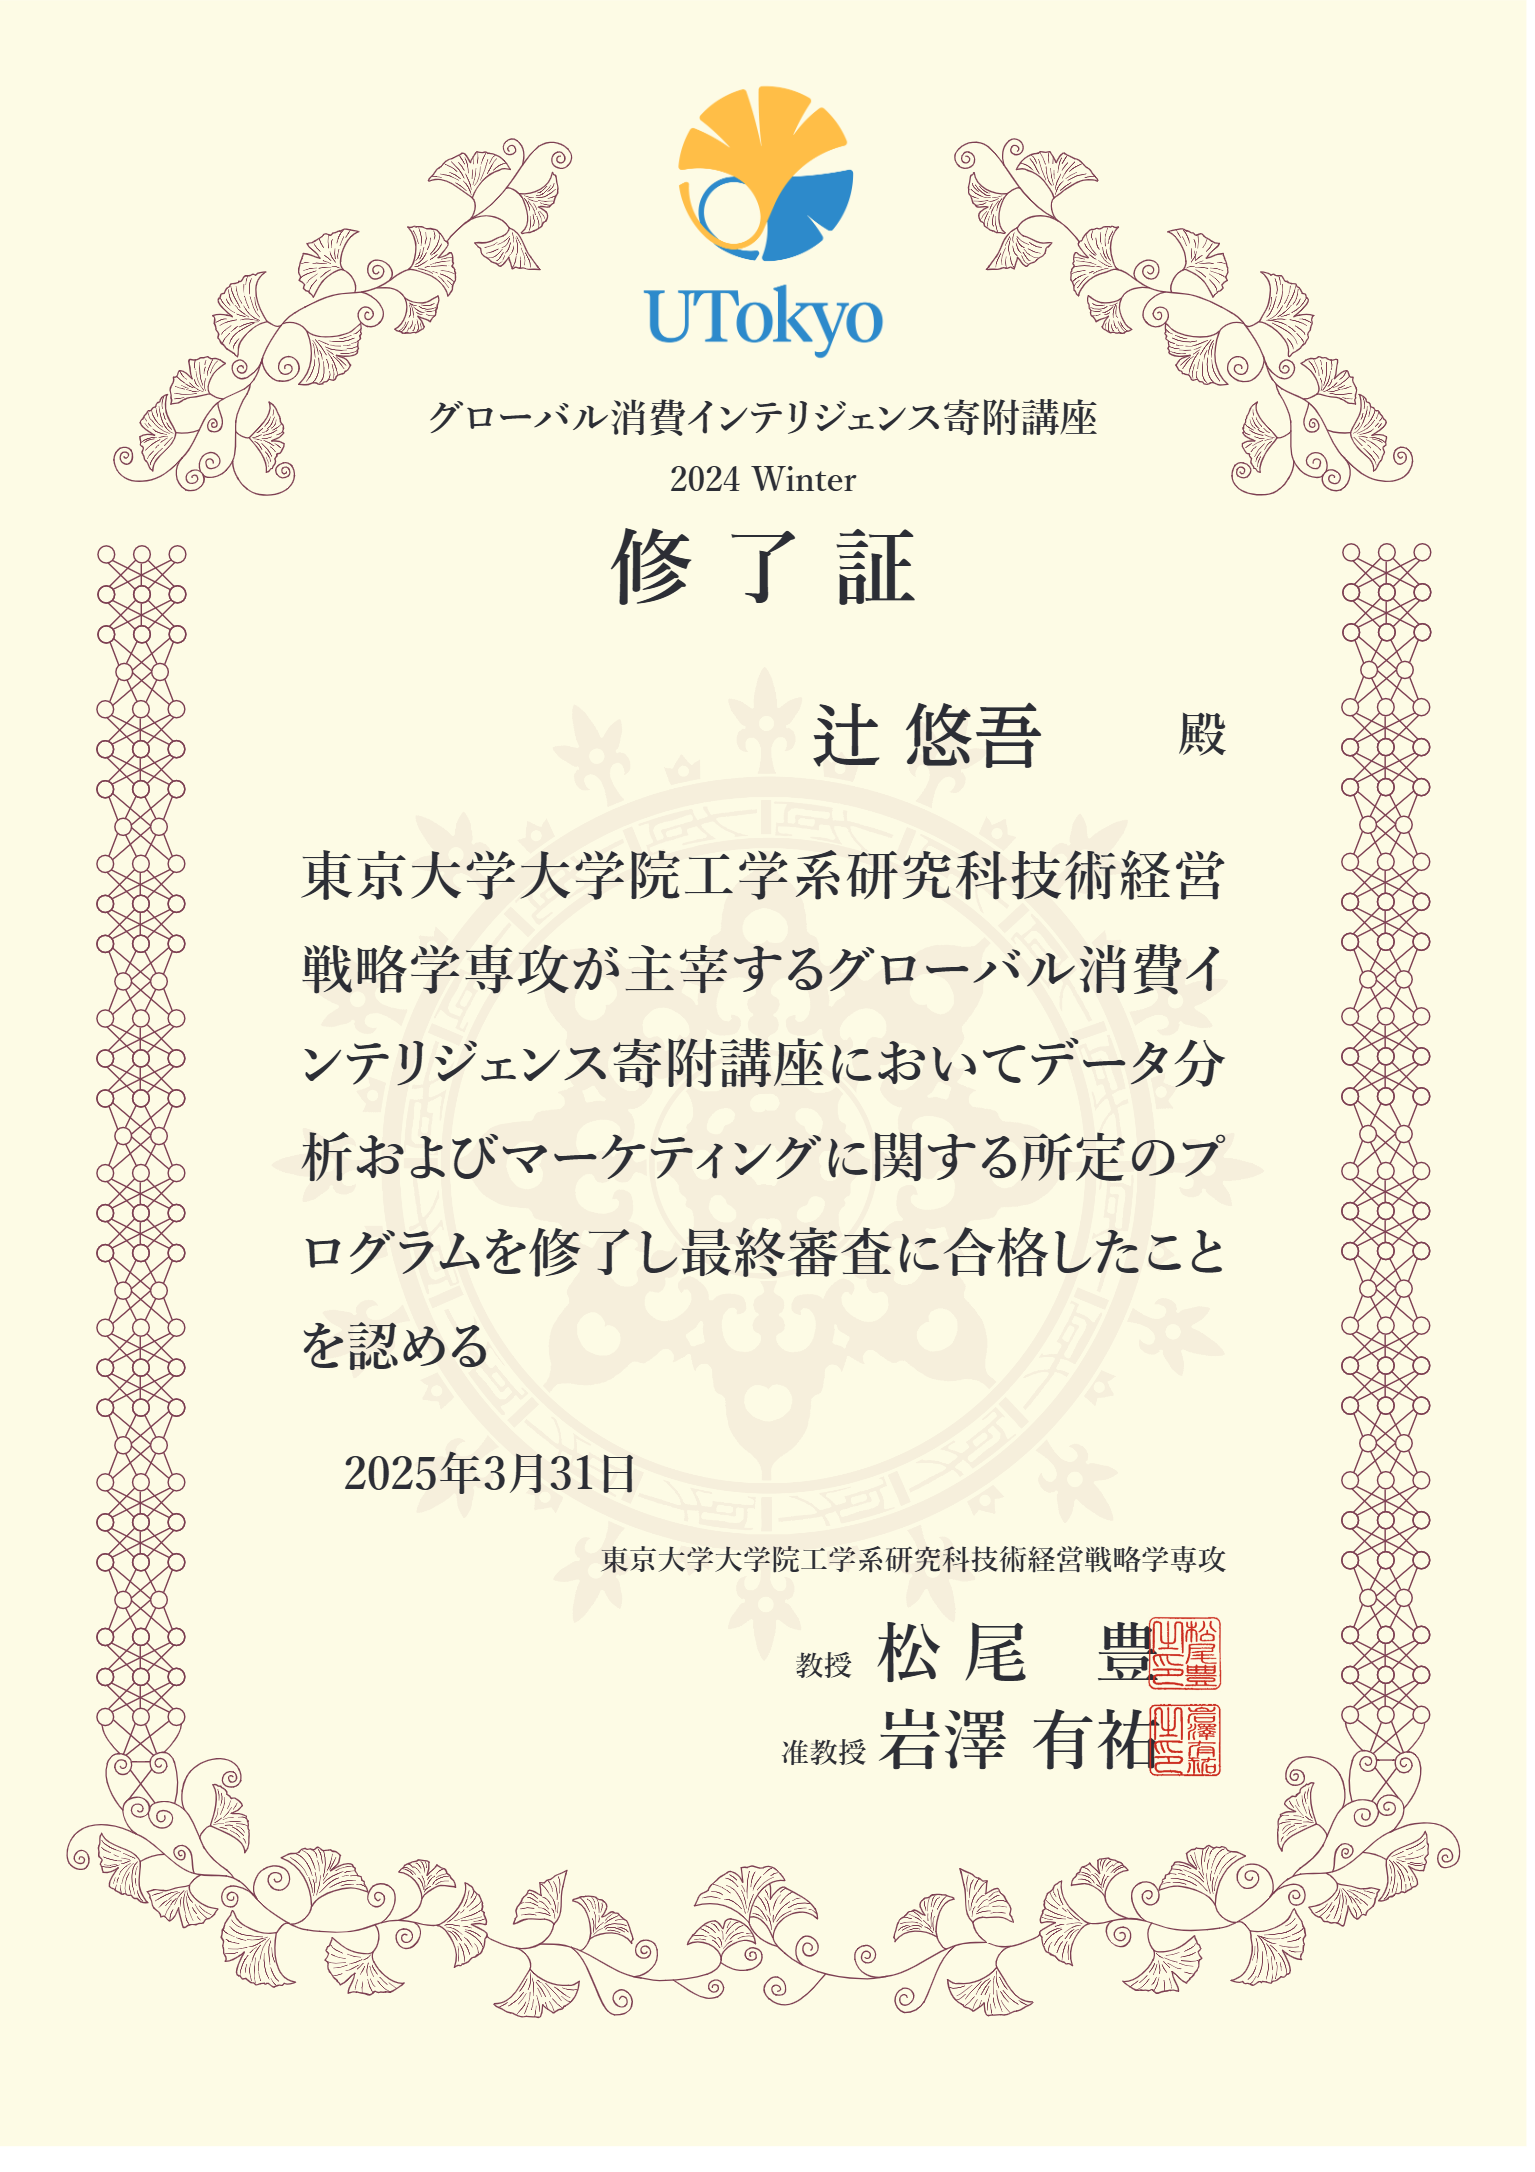 UTokyo
グローバル消費インテリジェンス寄附講座
2024 Winter
修了証
辻 悠吾 殿
東京大学大学院工学系研究科技術経営
戦略学専攻が主宰するグローバル消費イ
ンテリジェンス寄附講座においてデータ分
析およびマーケティングに関する所定のプ
ログラムを修了し最終審査に合格したこと
を認める
2025年3月31日
東京大学大学院工学系研究科技術経営戦略学専攻
教授 松尾 豊
松尾豊之印
准教授 岩澤 有祐
岩澤有祐之印